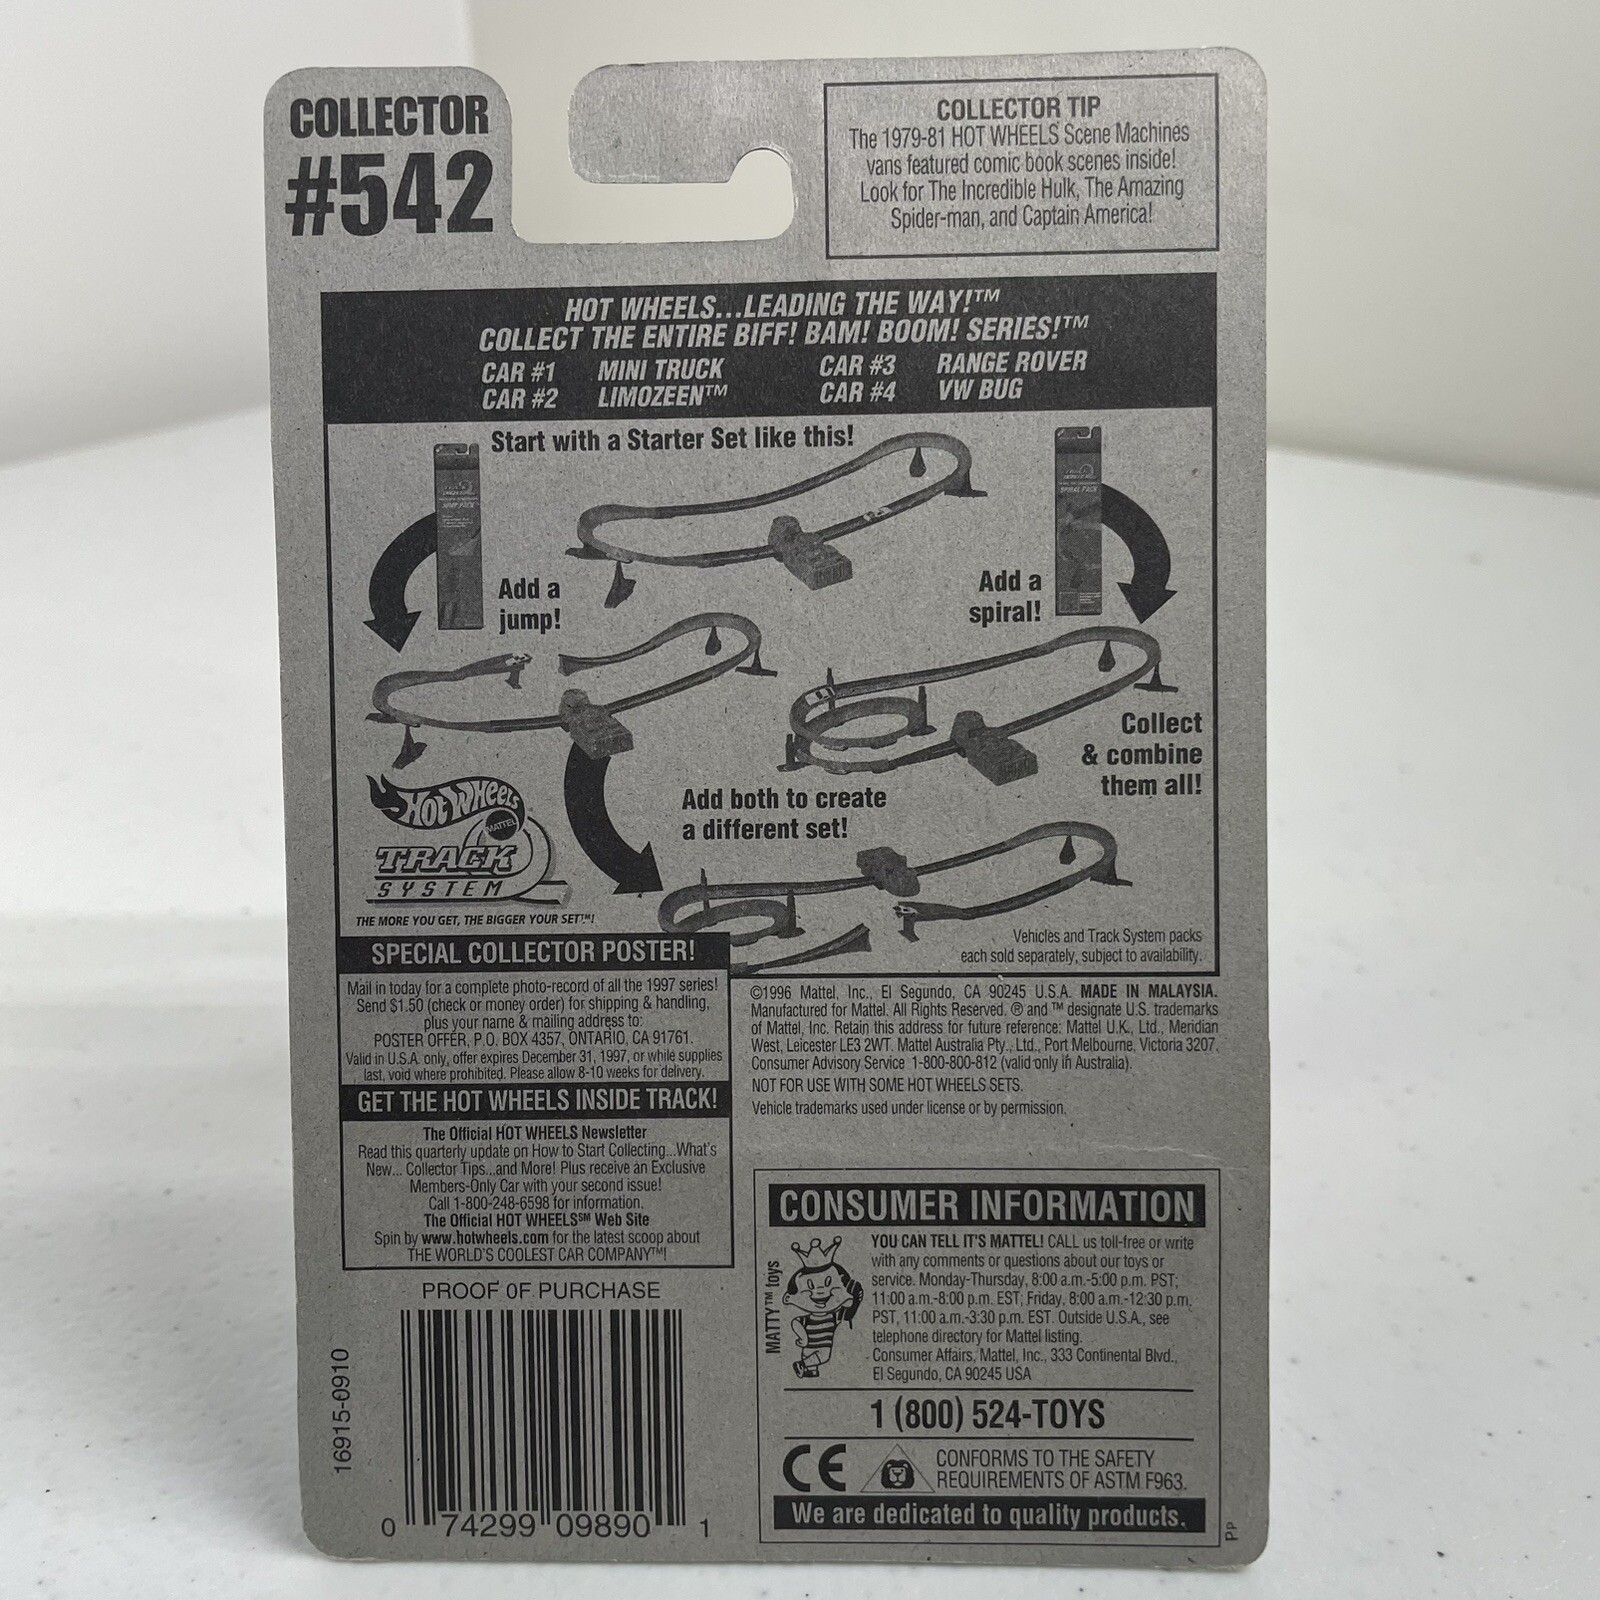 COLLECTOR
#542
COLLECTOR TIP
The 1979-81 HOT WHEELS Scene Machines
vans featured comic book scenes inside!
Look for The Incredible Hulk, The Amazing
Spider-man, and Captain America!
HOT WHEELS...LEADING THE WAY!™
COLLECT THE ENTIRE BIFF! BAM! BOOM! SERIES!™
CAR #1 MINI TRUCK CAR #3 RANGE ROVER
CAR #2 LIMOZEEN™ CAR #4 VW BUG
Start with a Starter Set like this!
Add a
jump!
Add a
spiral!
SPIRAL PACK
Collect
& combine
them all!
Add both to create
a different set!
Hot Wheels
MATTEL
TRACK
SYSTEM
THE MORE YOU GET, THE BIGGER YOUR SET™!
Vehicles and Track System packs
each sold separately, subject to availability.
SPECIAL COLLECTOR POSTER!
Mail in today for a complete photo-record of all the 1997 series!
Send $1.50 (check or money order) for shipping & handling,
plus your name & mailing address to:
POSTER OFFER, P.O. BOX 4357, ONTARIO, CA 91761.
Valid in U.S.A. only, offer expires December 31, 1997, or while supplies
last, void where prohibited. Please allow 8-10 weeks for delivery.
GET THE HOT WHEELS INSIDE TRACK!
The Official HOT WHEELS Newsletter
Read this quarterly update on How to Start Collecting...What's
New... Collector Tips...and More! Plus receive an Exclusive
Members-Only Car with your second issue!
Call 1-800-248-6598 for information.
The Official HOT WHEELS℠ Web Site
Spin by www.hotwheels.com for the latest scoop about
THE WORLD'S COOLEST CAR COMPANY™!
©1996 Mattel, Inc., El Segundo, CA 90245 U.S.A. MADE IN MALAYSIA.
Manufactured for Mattel. All Rights Reserved. ® and ™ designate U.S. trademarks
of Mattel, Inc. Retain this address for future reference: Mattel U.K., Ltd., Meridian
West, Leicester LE3 2WT. Mattel Australia Pty., Ltd., Port Melbourne, Victoria 3207.
Consumer Advisory Service 1-800-800-812 (valid only in Australia).
NOT FOR USE WITH SOME HOT WHEELS SETS.
Vehicle trademarks used under license or by permission.
PROOF OF PURCHASE
16915-0910
0 74299 09890 1
CONSUMER INFORMATION
MATTY™ toys
YOU CAN TELL IT'S MATTEL! CALL us toll-free or write
with any comments or questions about our toys or
service. Monday-Thursday, 8:00 a.m.-5:00 p.m. PST;
11:00 a.m.-8:00 p.m. EST; Friday, 8:00 a.m.-12:30 p.m.
PST, 11:00 a.m.-3:30 p.m. EST. Outside U.S.A., see
telephone directory for Mattel listing.
Consumer Affairs, Mattel, Inc., 333 Continental Blvd.,
El Segundo, CA 90245 USA
1 (800) 524-TOYS
CE
CONFORMS TO THE SAFETY
REQUIREMENTS OF ASTM F963.
We are dedicated to quality products.
PP